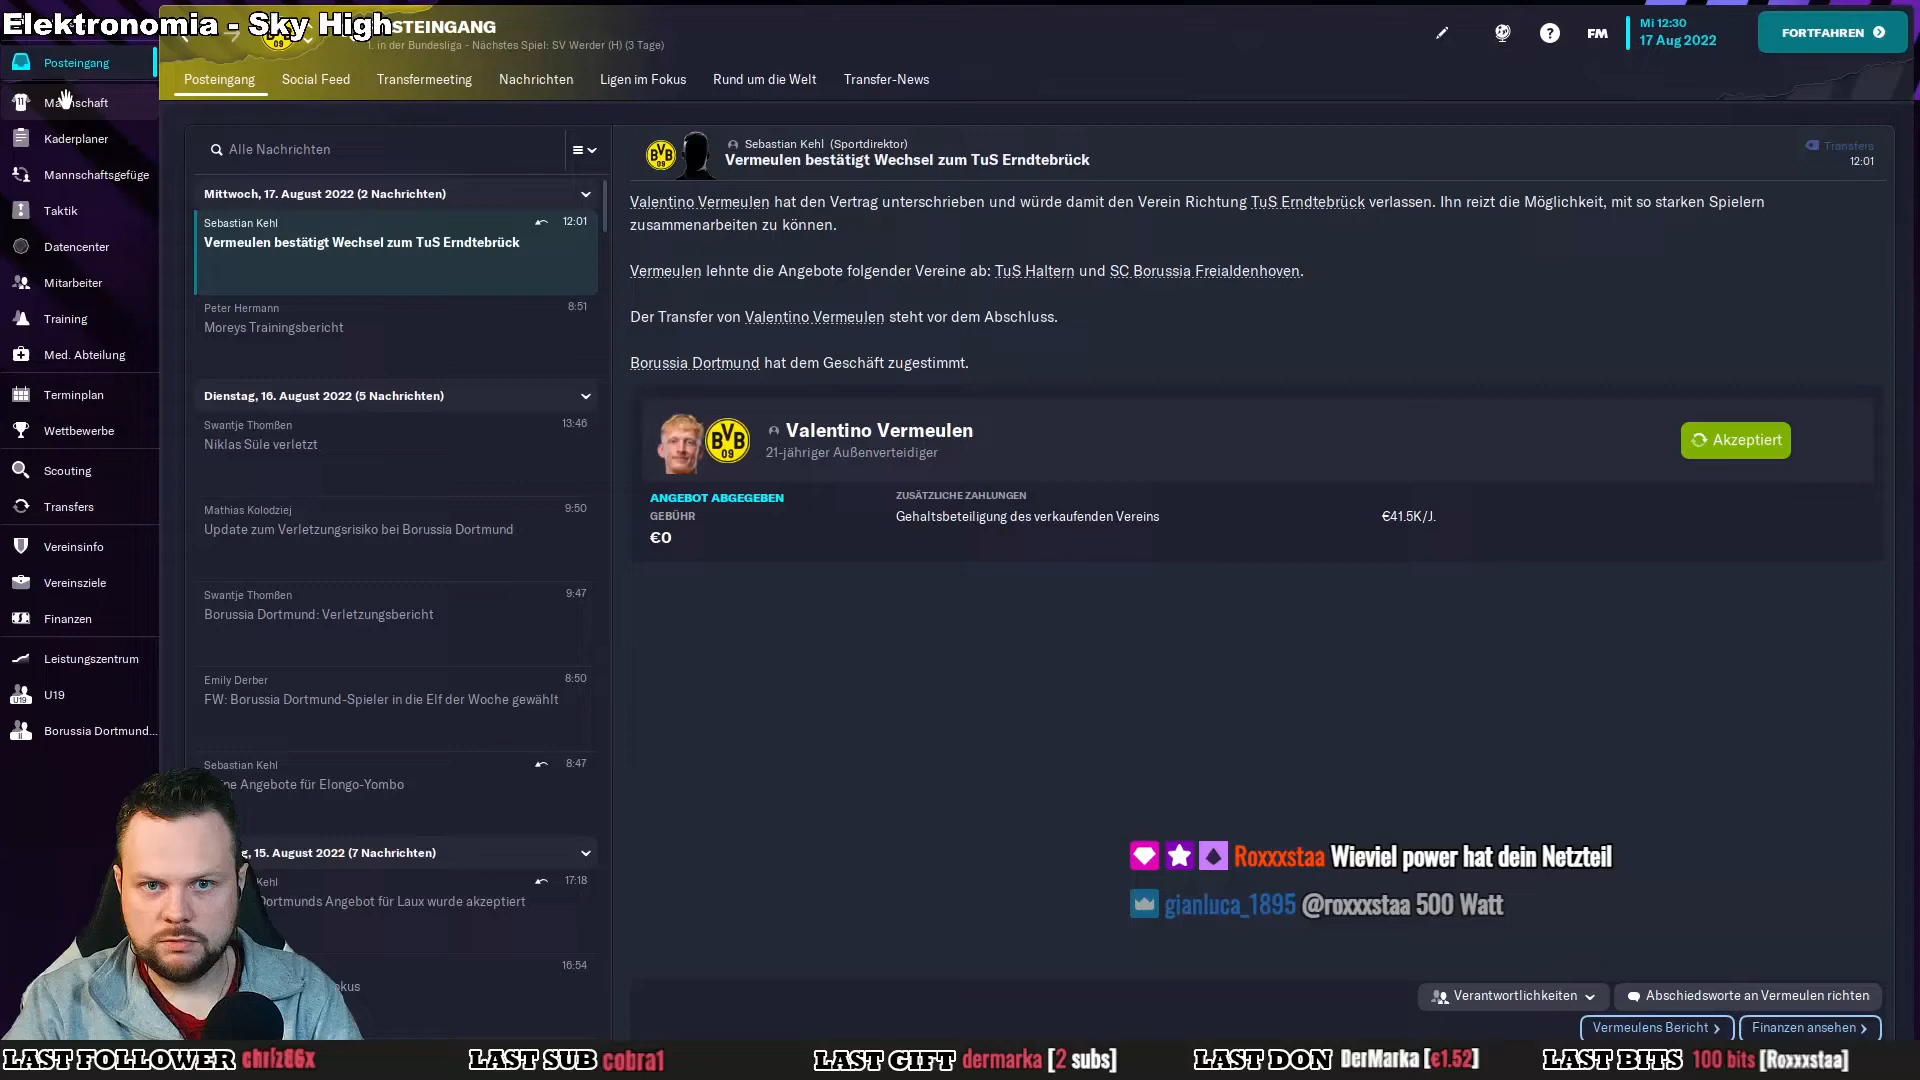 Elektronomia - Sky High
STEINGANG
1. in der Bundesliga - Nächstes Spiel: SV Werder (H) (3 Tage)
FM
Mi 12:30
17 Aug 2022
FORTFAHREN
Posteingang
Social Feed
Transfermeeting
Nachrichten
Ligen im Fokus
Rund um die Welt
Transfer-News
Posteingang
Mannschaft
Kaderplaner
Mannschaftsgefüge
Taktik
Datencenter
Mitarbeiter
Training
Med. Abteilung
Terminplan
Wettbewerbe
Scouting
Transfers
Vereinsinfo
Vereinsziele
Finanzen
Leistungszentrum
U19
Borussia Dortmund...
Alle Nachrichten
Mittwoch, 17. August 2022 (2 Nachrichten)
Sebastian Kehl 12:01
Vermeulen bestätigt Wechsel zum TuS Erndtebrück
Peter Hermann 8:51
Moreys Trainingsbericht
Dienstag, 16. August 2022 (5 Nachrichten)
Swantje Thomßen 13:46
Niklas Süle verletzt
Mathias Kolodziej 9:50
Update zum Verletzungsrisiko bei Borussia Dortmund
Swantje Thomßen 9:47
Borussia Dortmund: Verletzungsbericht
Emily Derber 8:50
FW: Borussia Dortmund-Spieler in die Elf der Woche gewählt
Sebastian Kehl 8:47
ne Angebote für Elongo-Yombo
g, 15. August 2022 (7 Nachrichten)
Kehl 17:18
Dortmunds Angebot für Laux wurde akzeptiert
16:54
okus
Sebastian Kehl (Sportdirektor)
Vermeulen bestätigt Wechsel zum TuS Erndtebrück
Transfers
12:01
Valentino Vermeulen hat den Vertrag unterschrieben und würde damit den Verein Richtung TuS Erndtebrück verlassen. Ihn reizt die Möglichkeit, mit so starken Spielern
zusammenarbeiten zu können.
Vermeulen lehnte die Angebote folgender Vereine ab: TuS Haltern und SC Borussia Freialdenhoven.
Der Transfer von Valentino Vermeulen steht vor dem Abschluss.
Borussia Dortmund hat dem Geschäft zugestimmt.
BVB 09
Valentino Vermeulen
21-jähriger Außenverteidiger
Akzeptiert
ANGEBOT ABGEGEBEN
GEBÜHR
€0
ZUSÄTZLICHE ZAHLUNGEN
Gehaltsbeteiligung des verkaufenden Vereins €41.5K/J.
Roxxxstaa Wieviel power hat dein Netzteil
gianluca_1895 @roxxxstaa 500 Watt
Verantwortlichkeiten
Abschiedsworte an Vermeulen richten
Vermeulens Bericht
Finanzen ansehen
LAST FOLLOWER chriz86x
LAST SUB cobra1
LAST GIFT dermarka [2 subs]
LAST DON DerMarka [€1.52]
LAST BITS 100 bits [Roxxxstaa]